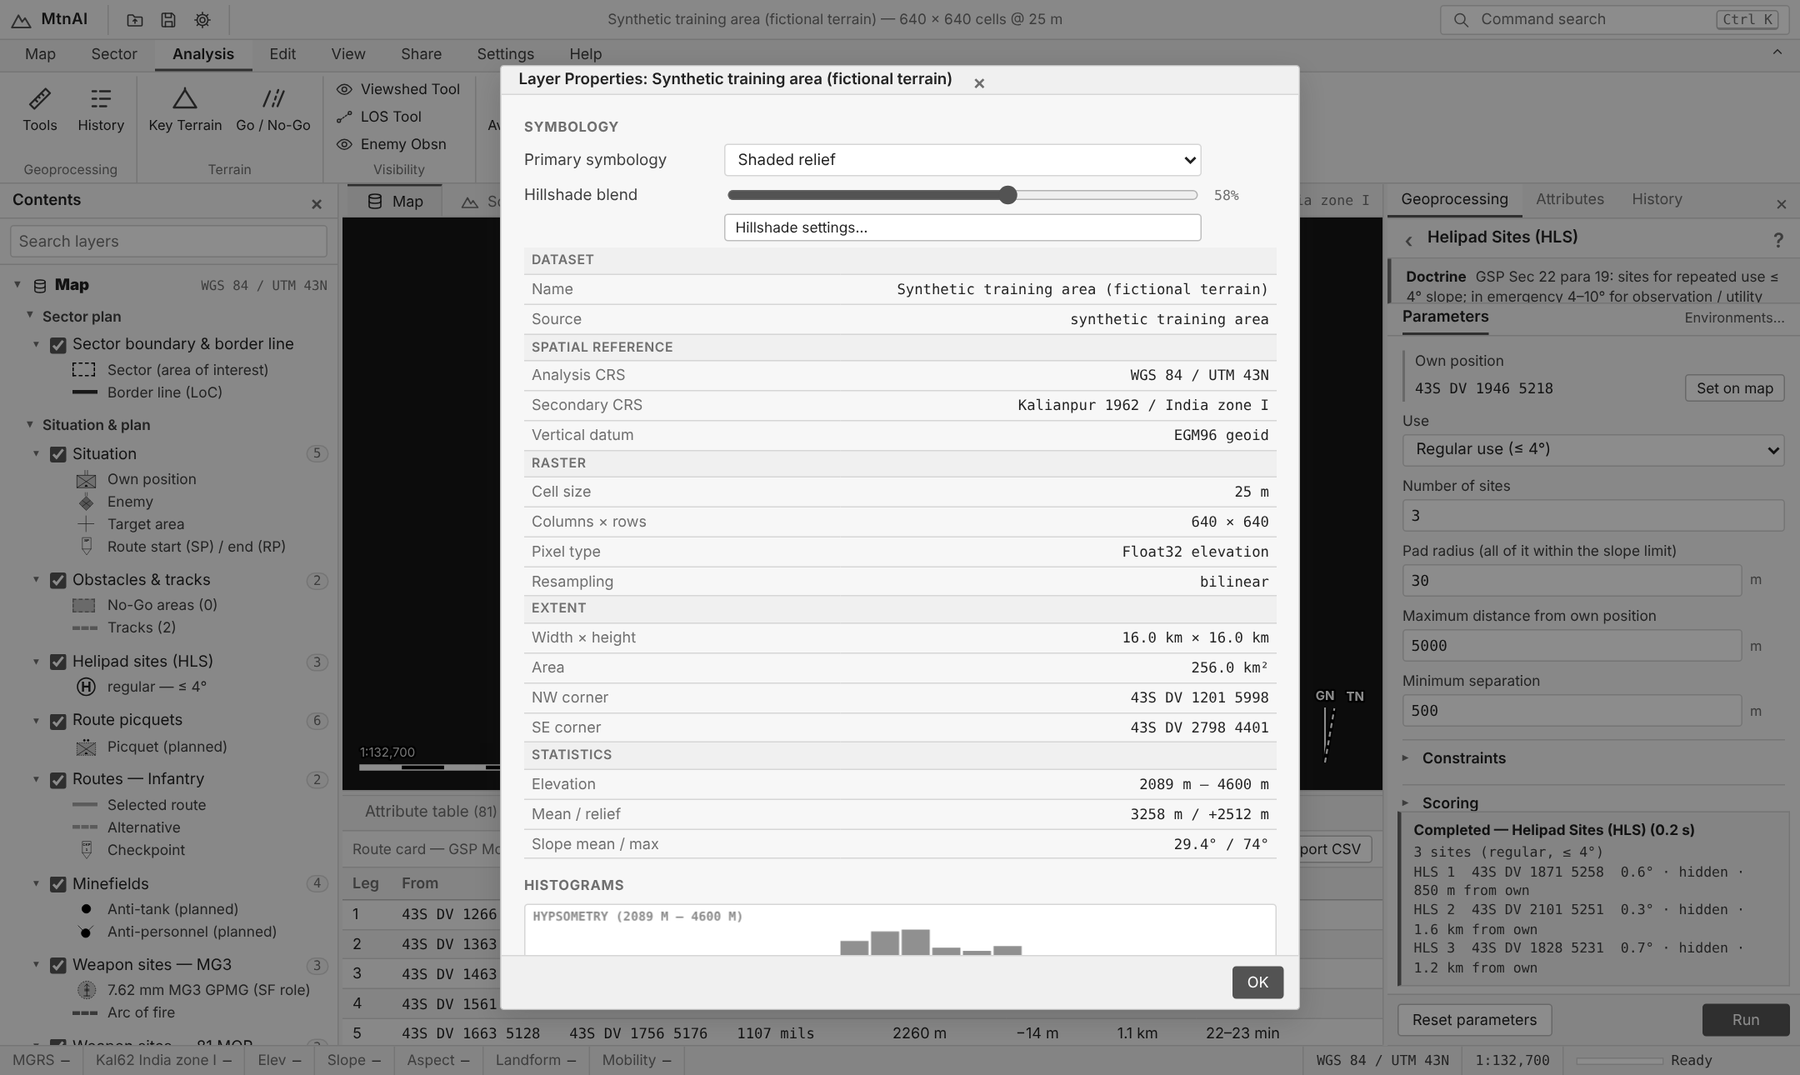 MtnAI
Synthetic training area (fictional terrain) — 640 × 640 cells @ 25 m
Command search
Ctrl K
Map
Sector
Analysis
Edit
View
Share
Settings
Help
Tools
History
Geoprocessing
Key Terrain
Go / No-Go
Terrain
Viewshed Tool
LOS Tool
Enemy Obsn
Visibility
Contents
Search layers
Map
WGS 84 / UTM 43N
Sector plan
Sector boundary & border line
Sector (area of interest)
Border line (LoC)
Situation & plan
Situation
5
Own position
Enemy
Target area
Route start (SP) / end (RP)
Obstacles & tracks
2
No-Go areas (0)
Tracks (2)
Helipad sites (HLS)
3
H
regular — ≤ 4°
Route picquets
6
Picquet (planned)
Routes — Infantry
2
Selected route
Alternative
Checkpoint
Minefields
4
Anti-tank (planned)
Anti-personnel (planned)
Weapon sites — MG3
3
7.62 mm MG3 GPMG (SF role)
Arc of fire
Map
zone I
1:132,700
GN TN
Attribute table (81)
Route card — GSP
port CSV
Leg From
1 43S DV 1266
2 43S DV 1363
3 43S DV 1463
4 43S DV 1561
5 43S DV 1663 5128 43S DV 1756 5176 1107 mils 2260 m −14 m 1.1 km 22–23 min
Layer Properties: Synthetic training area (fictional terrain)
SYMBOLOGY
Primary symbology
Shaded relief
Hillshade blend
58%
Hillshade settings...
DATASET
Name Synthetic training area (fictional terrain)
Source synthetic training area
SPATIAL REFERENCE
Analysis CRS WGS 84 / UTM 43N
Secondary CRS Kalianpur 1962 / India zone I
Vertical datum EGM96 geoid
RASTER
Cell size 25 m
Columns × rows 640 × 640
Pixel type Float32 elevation
Resampling bilinear
EXTENT
Width × height 16.0 km × 16.0 km
Area 256.0 km²
NW corner 43S DV 1201 5998
SE corner 43S DV 2798 4401
STATISTICS
Elevation 2089 m – 4600 m
Mean / relief 3258 m / +2512 m
Slope mean / max 29.4° / 74°
HISTOGRAMS
HYPSOMETRY (2089 M – 4600 M)
OK
Geoprocessing
Attributes
History
Helipad Sites (HLS)
?
Doctrine GSP Sec 22 para 19: sites for repeated use ≤
4° slope; in emergency 4–10° for observation / utility
Parameters
Environments...
Own position
43S DV 1946 5218
Set on map
Use
Regular use (≤ 4°)
Number of sites
3
Pad radius (all of it within the slope limit)
30 m
Maximum distance from own position
5000 m
Minimum separation
500 m
Constraints
Scoring
Completed — Helipad Sites (HLS) (0.2 s)
3 sites (regular, ≤ 4°)
HLS 1 43S DV 1871 5258 0.6° · hidden ·
850 m from own
HLS 2 43S DV 2101 5251 0.3° · hidden ·
1.6 km from own
HLS 3 43S DV 1828 5231 0.7° · hidden ·
1.2 km from own
Reset parameters
Run
MGRS —
Kal62 India zone I —
Elev —
Slope —
Aspect —
Landform —
Mobility —
WGS 84 / UTM 43N
1:132,700
Ready